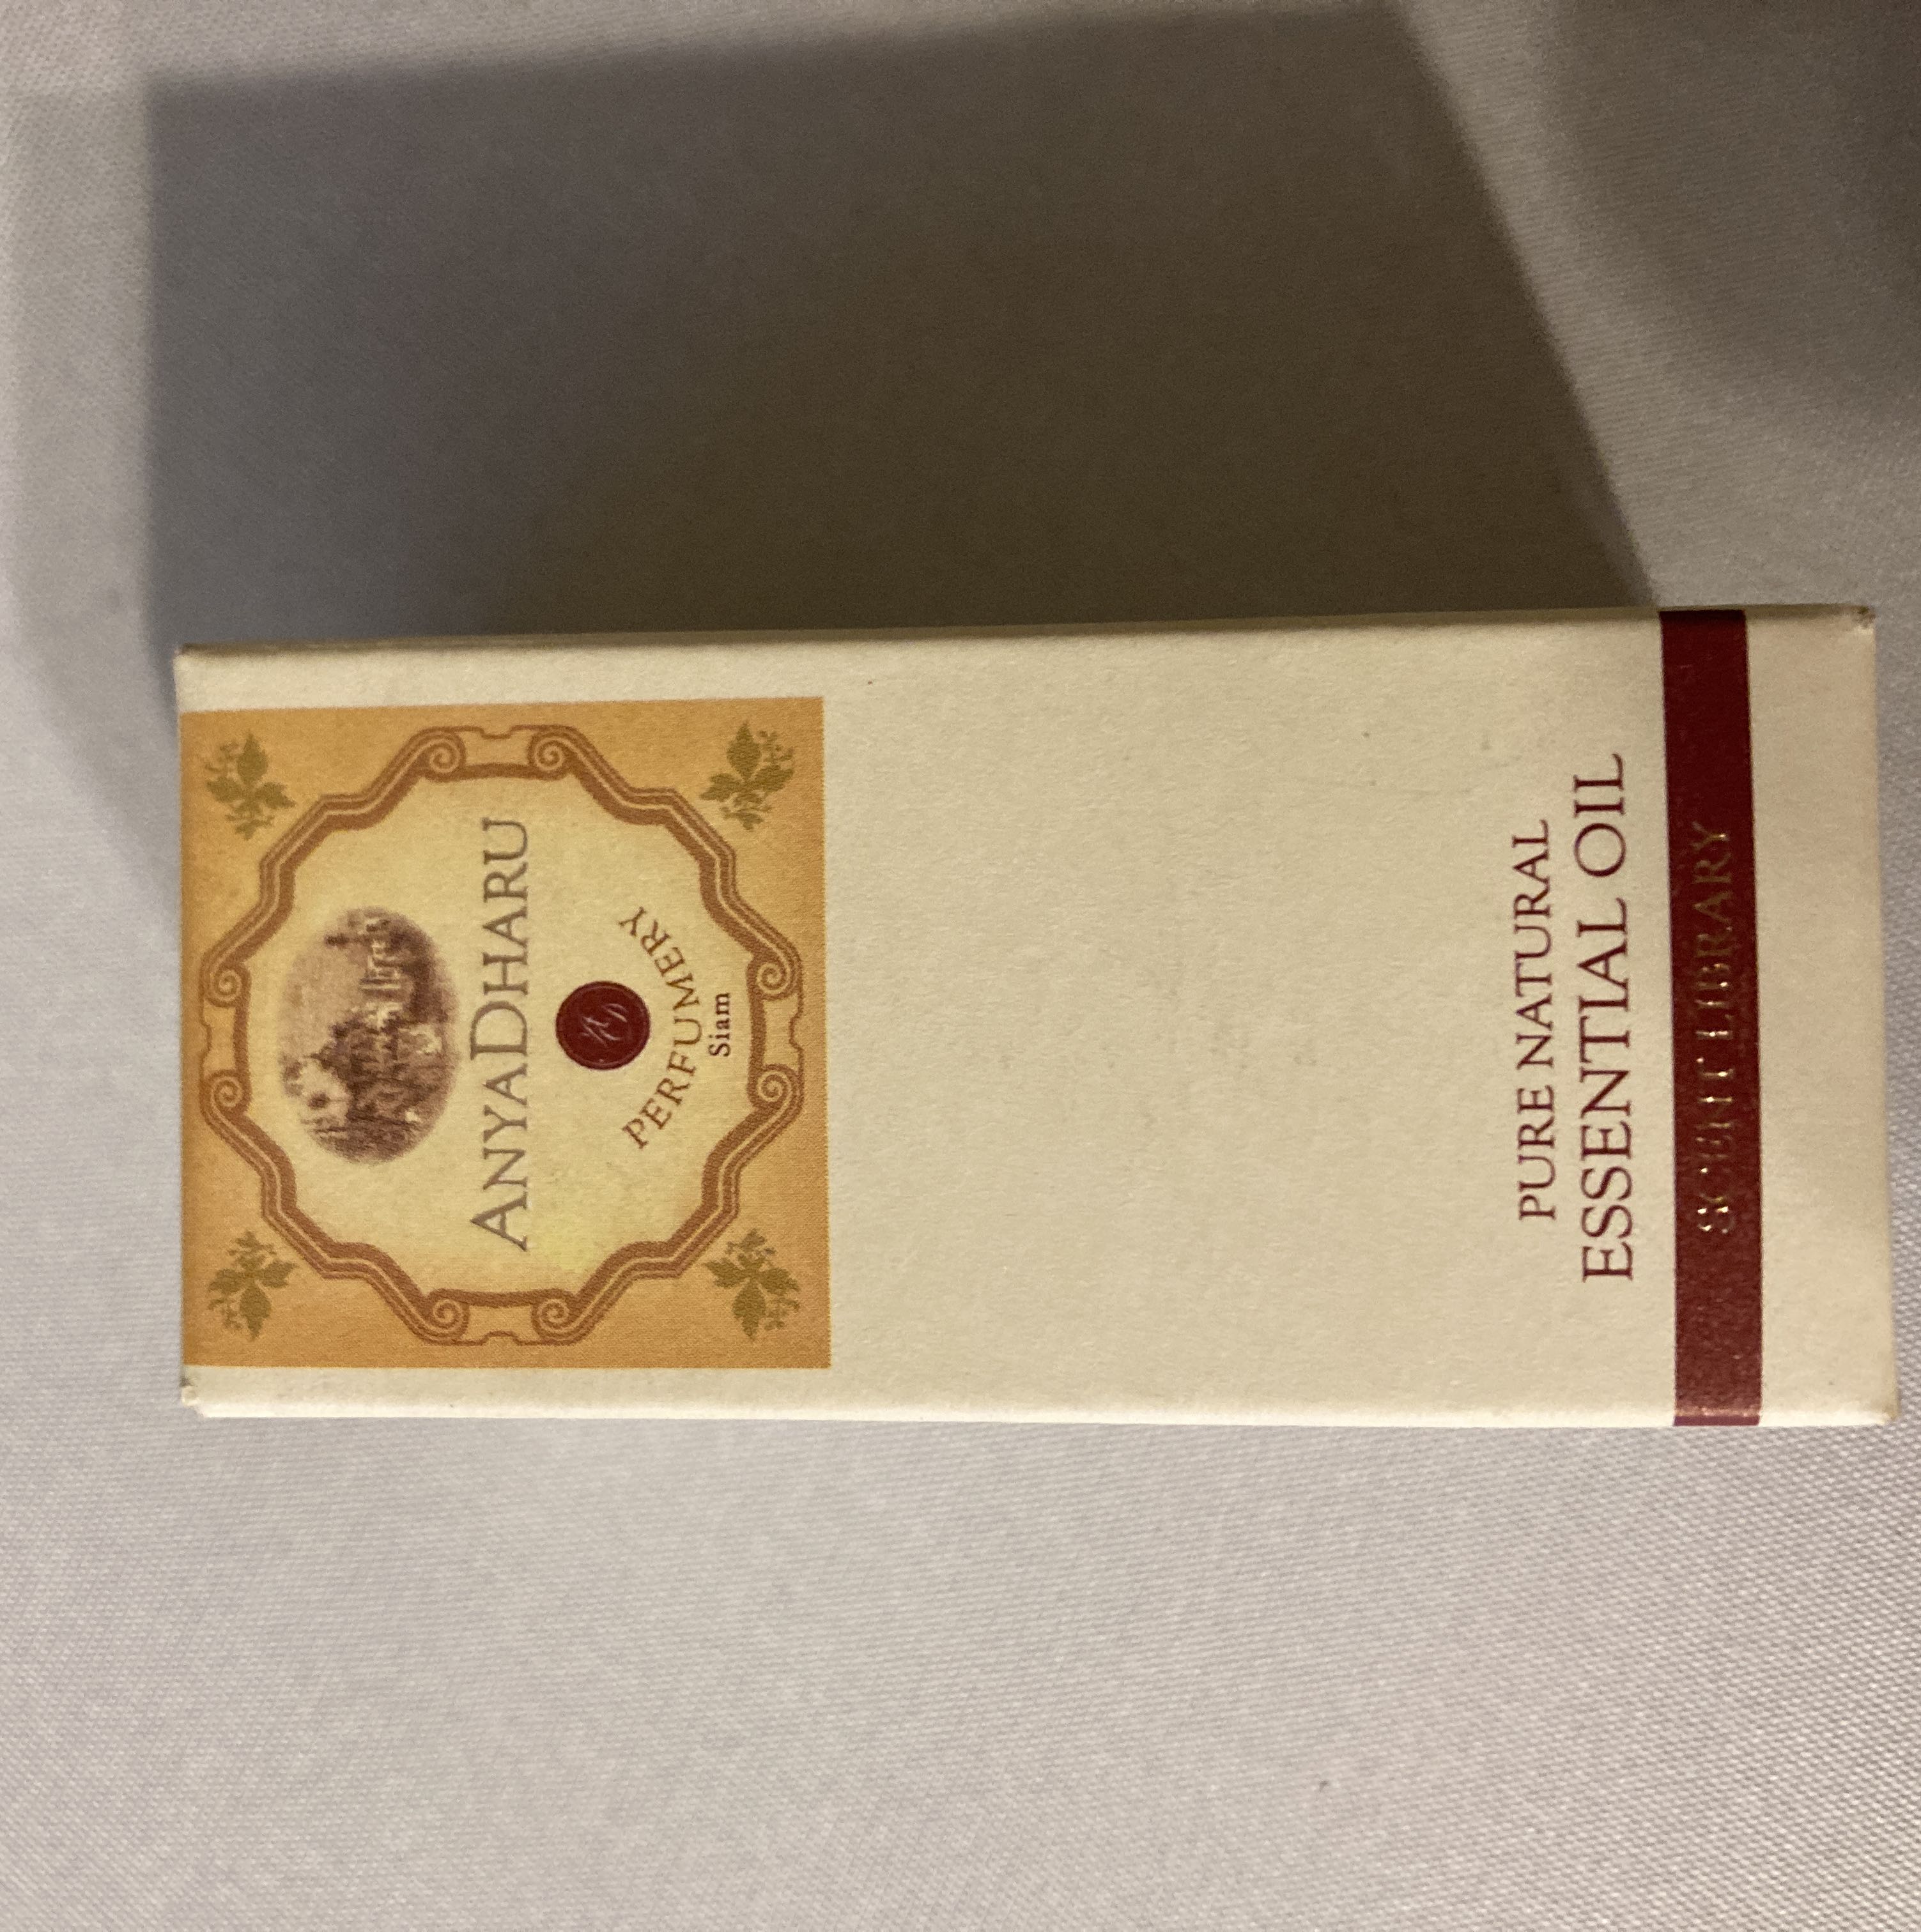 ANYADHARU
PERFUMERY
Siam
PURE NATURAL
ESSENTIAL OIL
SCENT LIBRARY